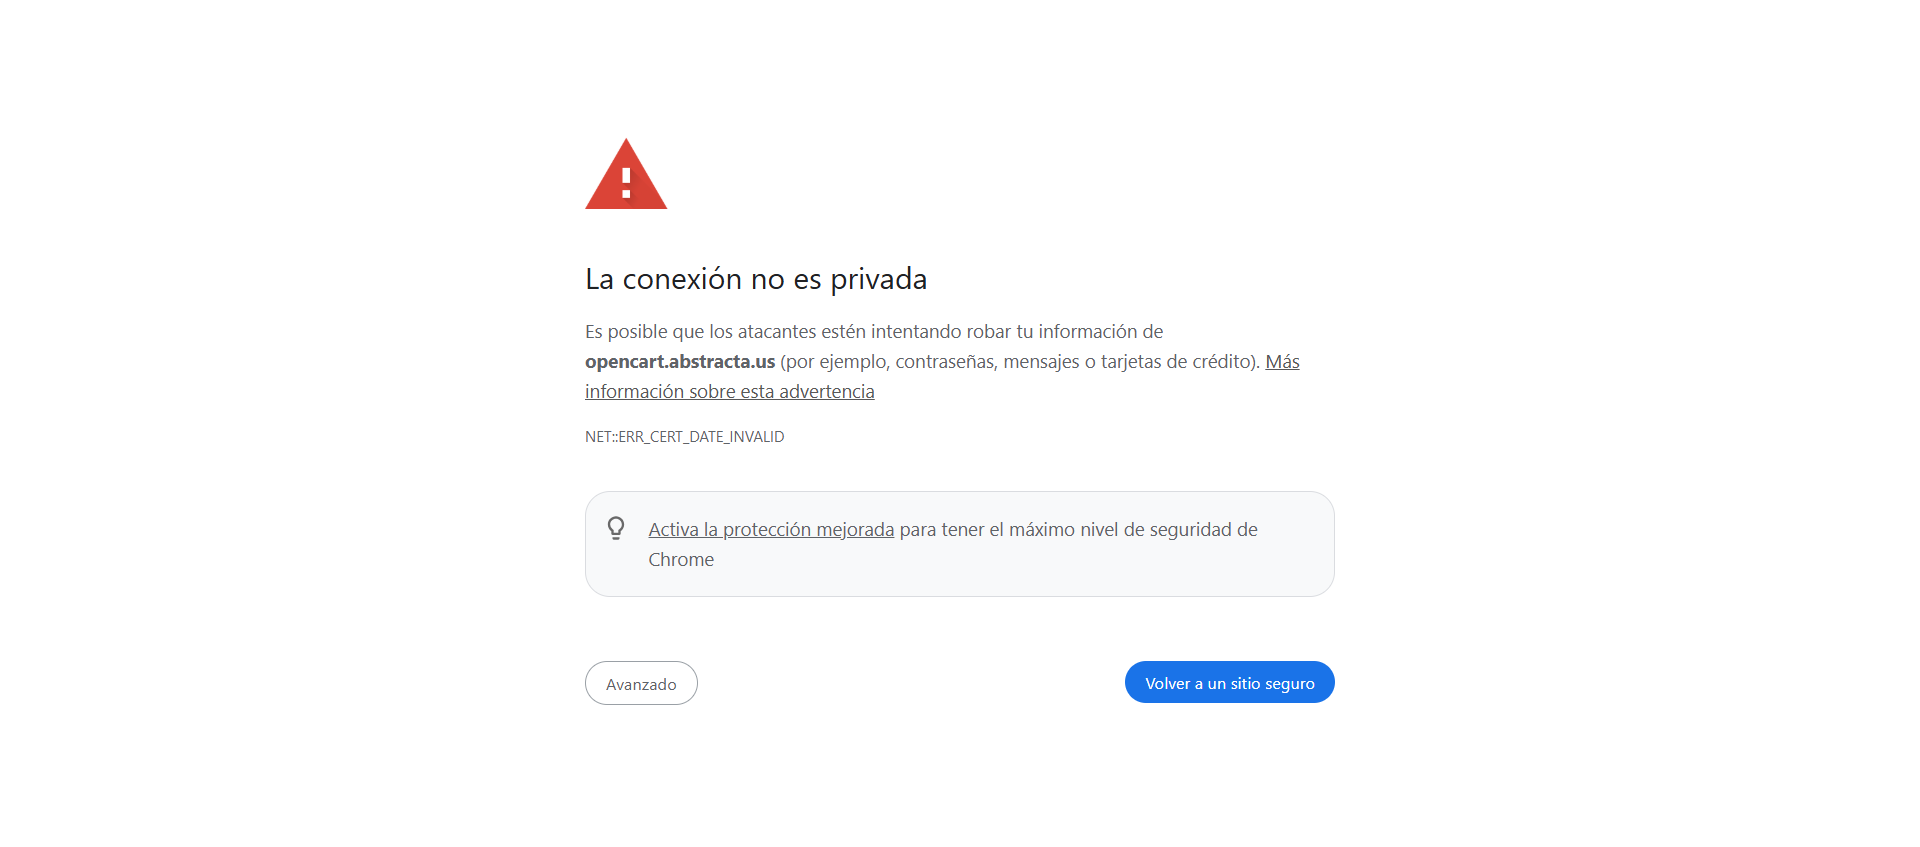 La conexión no es privada
Es posible que los atacantes estén intentando robar tu información de
opencart.abstracta.us (por ejemplo, contraseñas, mensajes o tarjetas de crédito). Más
información sobre esta advertencia
NET::ERR_CERT_DATE_INVALID
Activa la protección mejorada para tener el máximo nivel de seguridad de
Chrome
Avanzado
Volver a un sitio seguro